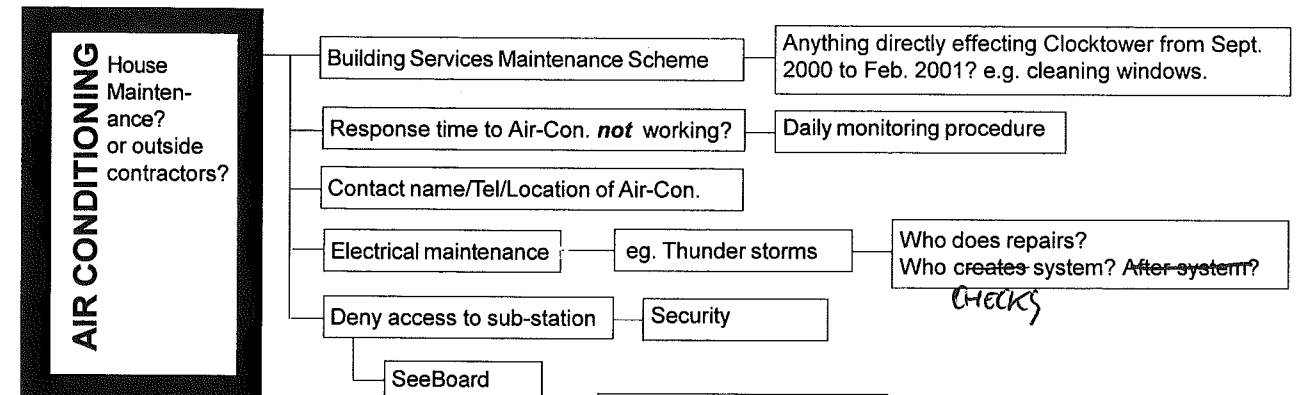 AIR CONDITIONING
House
Mainten-
ance?
or outside
contractors?
Building Services Maintenance Scheme
Anything directly effecting Clocktower from Sept.
2000 to Feb. 2001? e.g. cleaning windows.
Response time to Air-Con. not working?
Daily monitoring procedure
Contact name/Tel/Location of Air-Con.
Electrical maintenance
eg. Thunder storms
Who does repairs?
Who creates system? After system?
CHECKS
Deny access to sub-station
Security
SeeBoard